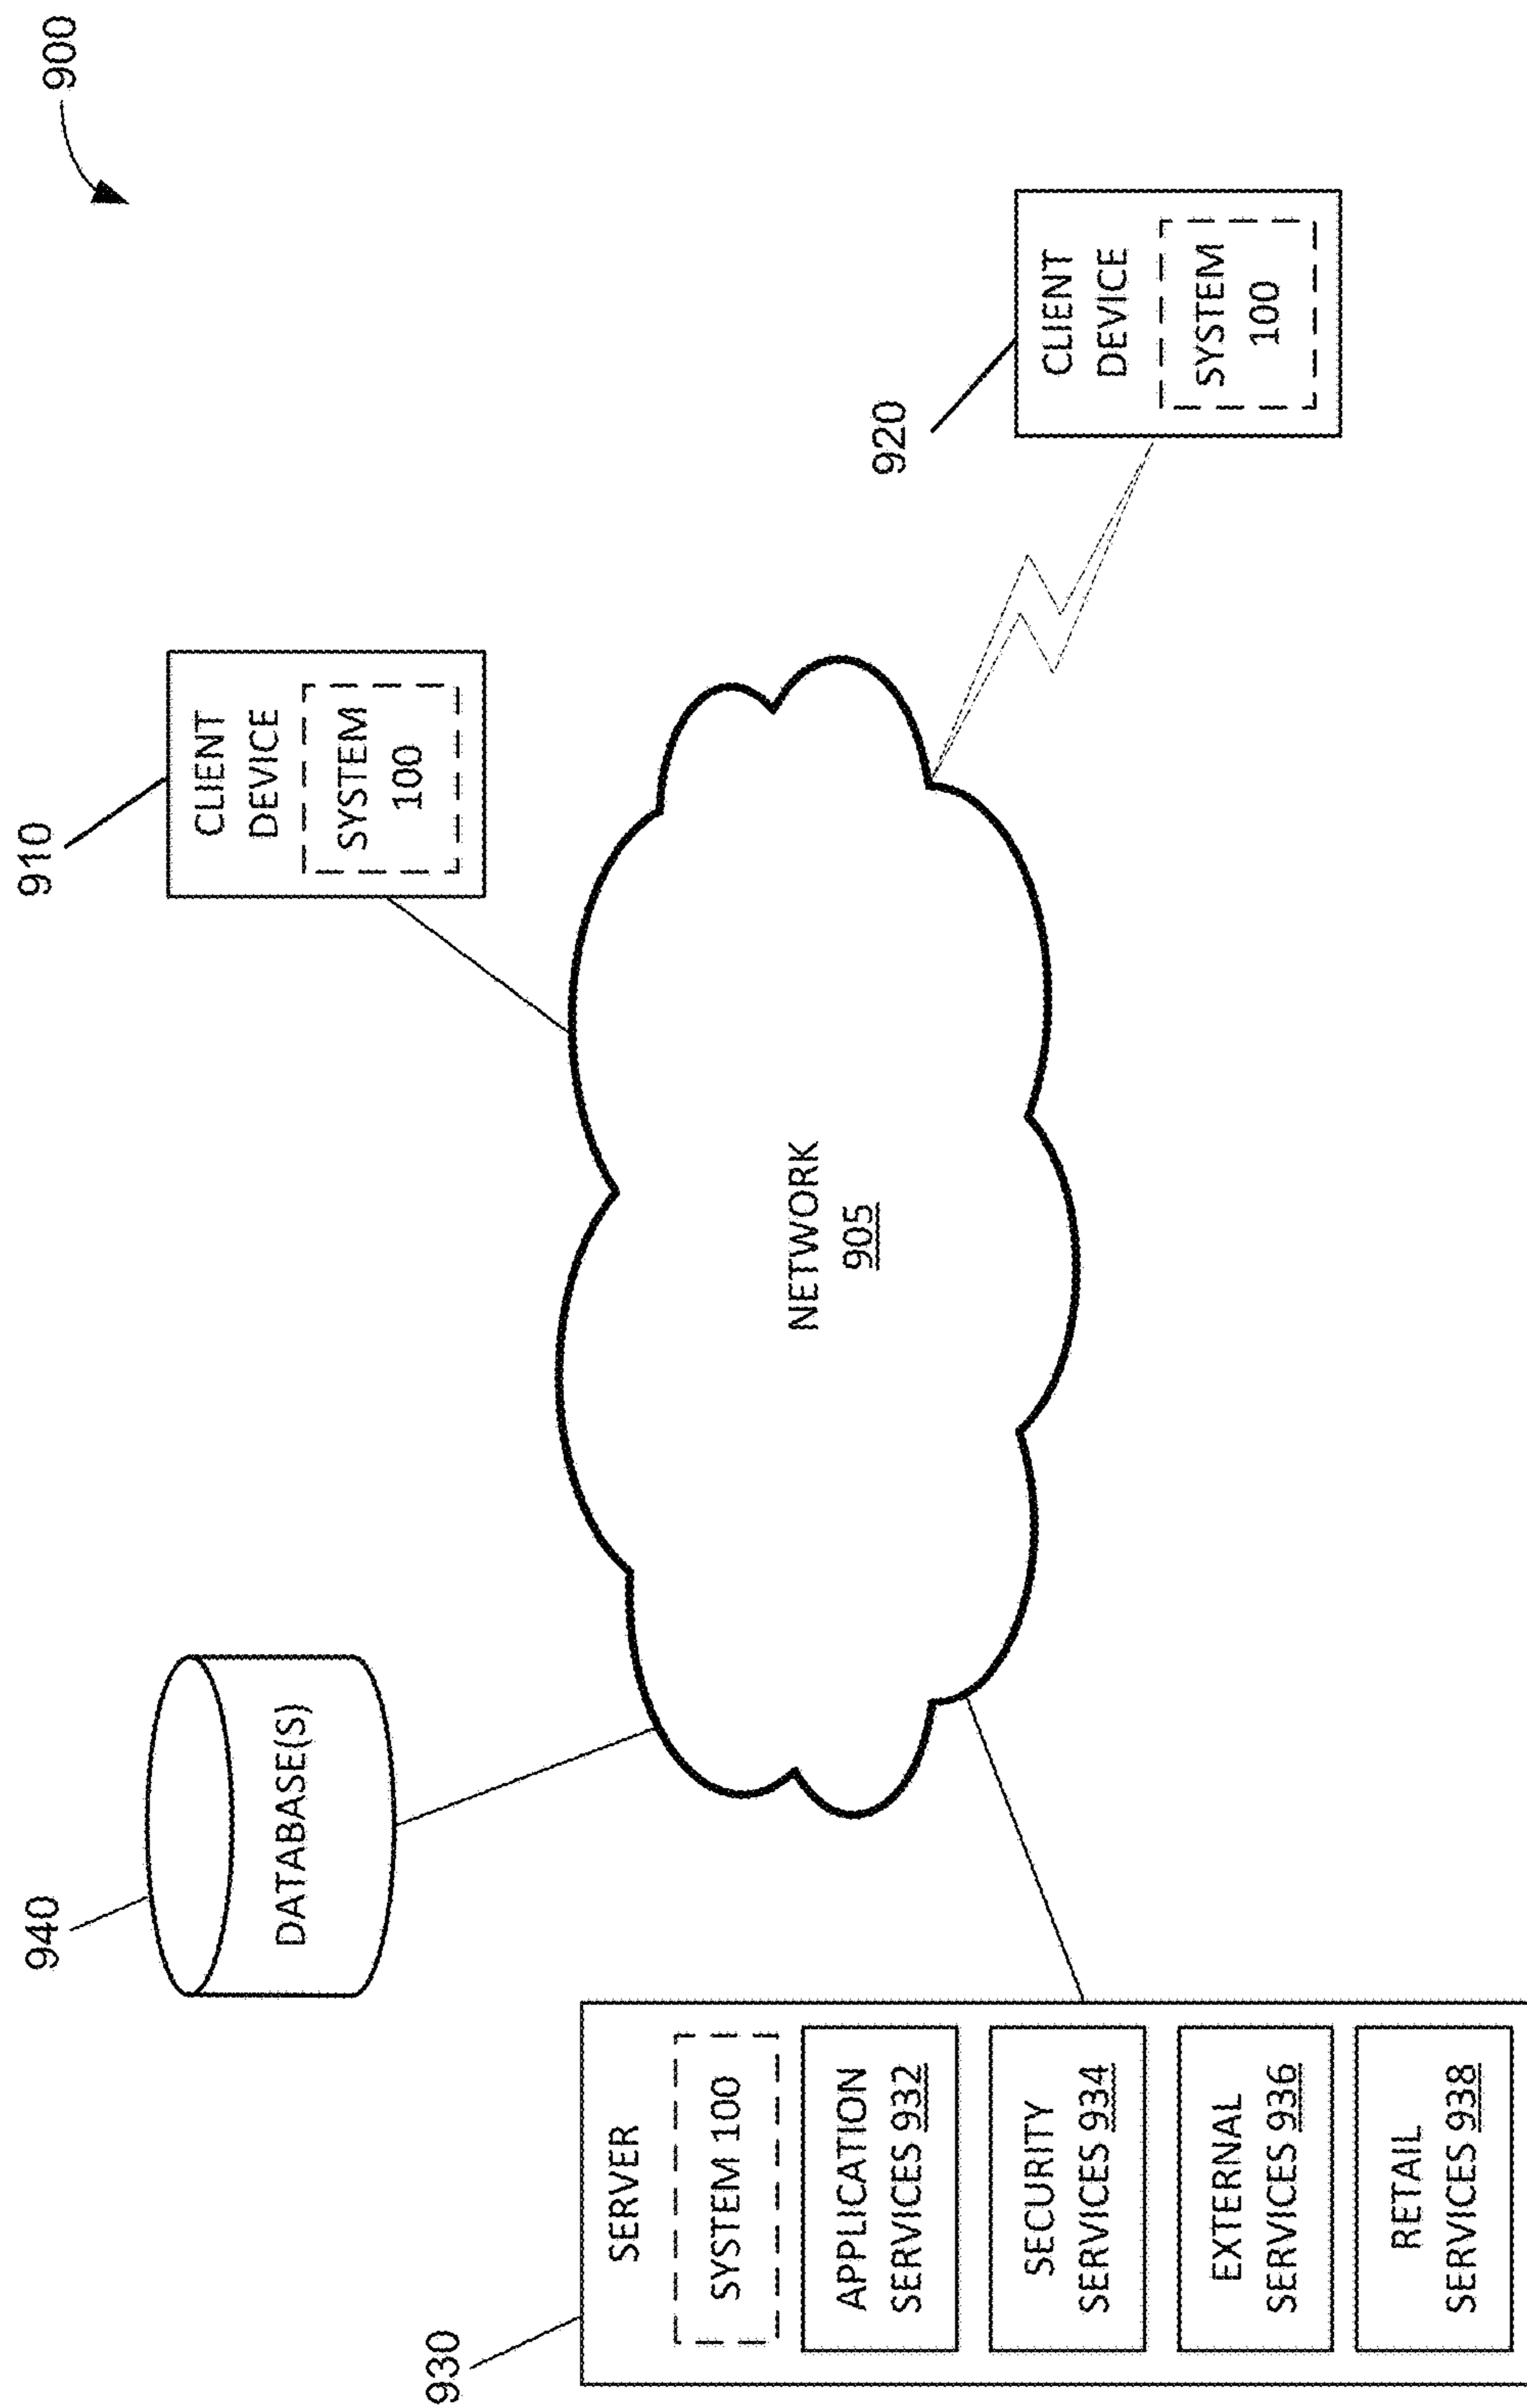 900
940
910
DATABASE(S)
CLIENT
DEVICE
SYSTEM
100
930
SERVER
SYSTEM 100
APPLICATION
SERVICES 932
SECURITY
SERVICES 934
EXTERNAL
SERVICES 936
RETAIL
SERVICES 938
NETWORK
905
920
CLIENT
DEVICE
SYSTEM
100